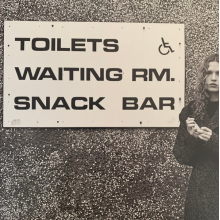 TOILETS
WAITING RM.
SNACK BAR